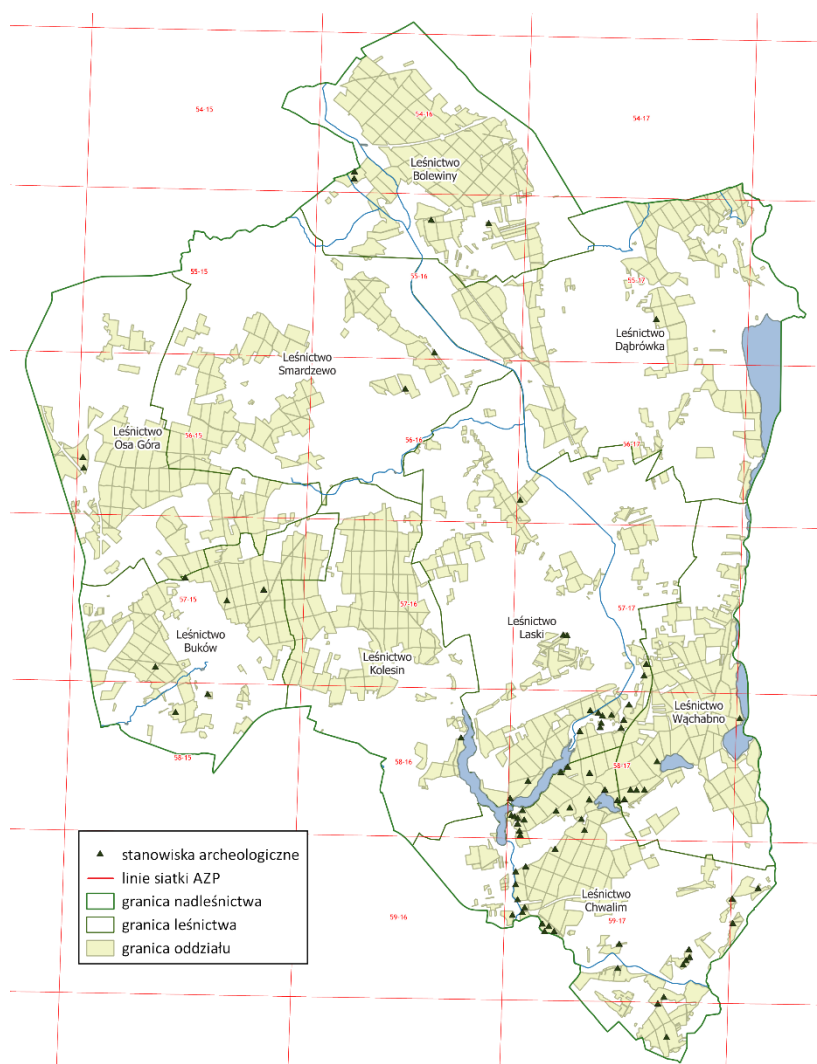 54-15
54-16
54-17
Leśnictwo
Bolewiny
55-15
55-16
55-17
Leśnictwo
Dąbrówka
Leśnictwo
Smardzewo
Leśnictwo
Osa Góra
56-15
56-16
56-17
57-15
57-16
57-17
Leśnictwo
Buków
Leśnictwo
Kolesin
Leśnictwo
Laski
Leśnictwo
Wąchabno
58-15
58-16
58-17
stanowiska archeologiczne
linie siatki AZP
granica nadleśnictwa
granica leśnictwa
granica oddziału
Leśnictwo
Chwalim
59-16
59-17